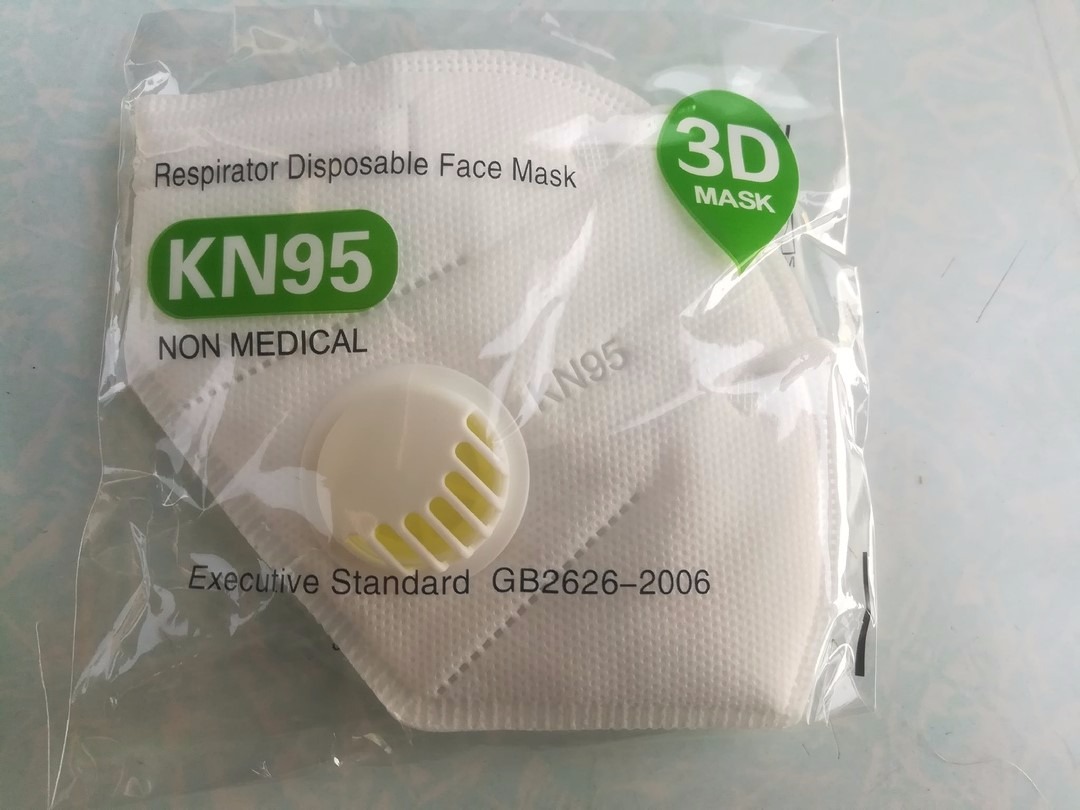 Respirator Disposable Face Mask
3D
MASK
KN95
NON MEDICAL
KN95
Executive Standard GB2626-2006